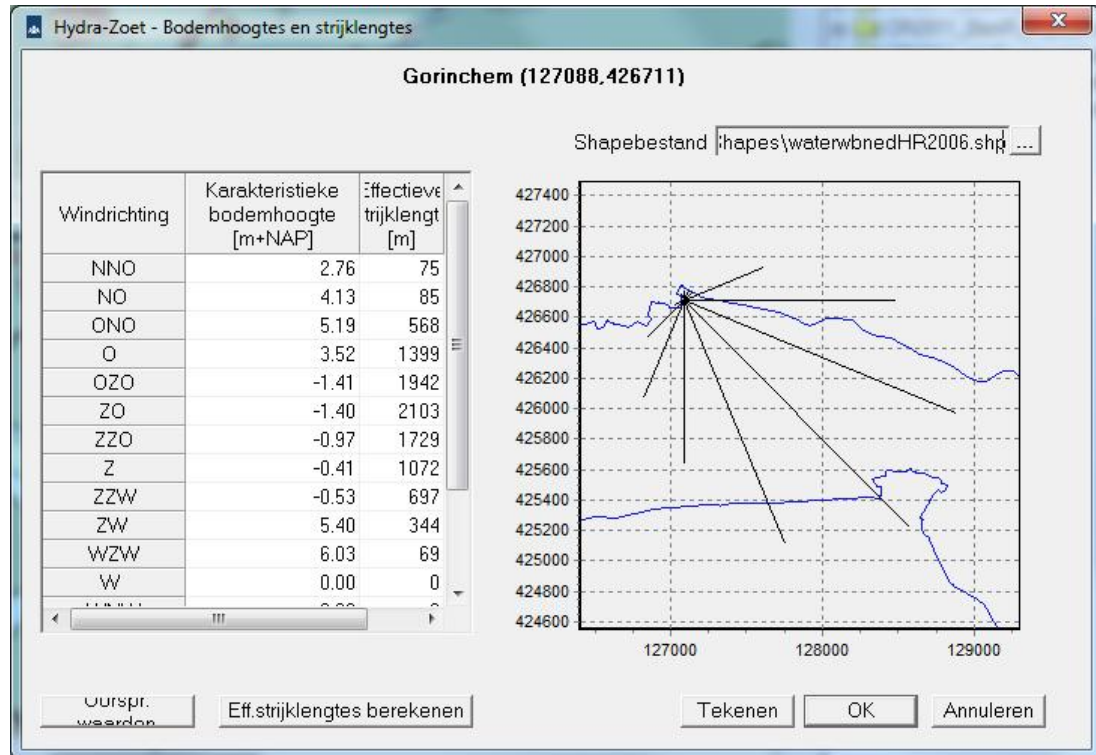 Hydra-Zoet - Bodemhoogtes en strijklengtes
Gorinchem (127088,426711)
Shapebestand hapes\waterwbnedHR2006.shp ...
Windrichting Karakteristieke bodemhoogte [m+NAP] Effectieve trijklengt [m]
NNO 2.76 75
NO 4.13 85
ONO 5.19 568
O 3.52 1399
OZO -1.41 1942
ZO -1.40 2103
ZZO -0.97 1729
Z -0.41 1072
ZZW -0.53 697
ZW 5.40 344
WZW 6.03 69
W 0.00 0
427400
427200
427000
426800
426600
426400
426200
426000
425800
425600
425400
425200
425000
424800
424600
127000 128000 129000
Ourspr. waarden
Eff.strijklengtes berekenen
Tekenen
OK
Annuleren